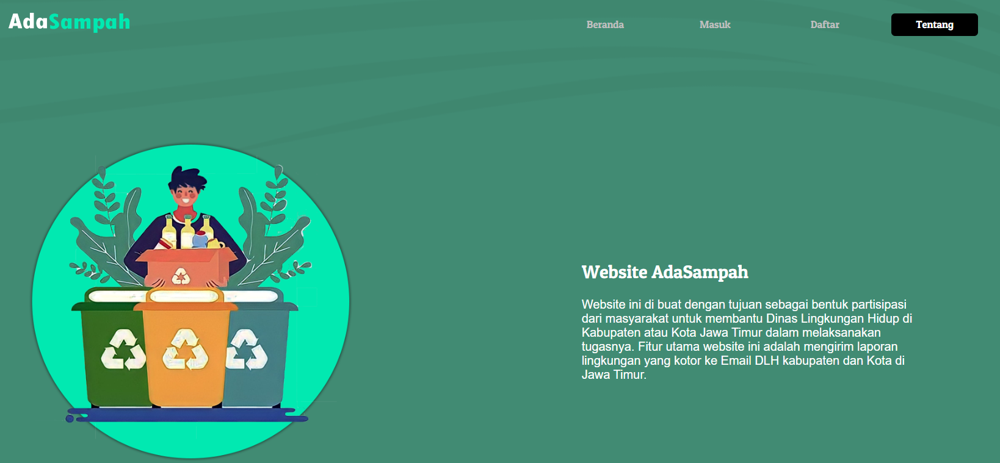 AdaSampah
Beranda
Masuk
Daftar
Tentang
Website AdaSampah
Website ini di buat dengan tujuan sebagai bentuk partisipasi
dari masyarakat untuk membantu Dinas Lingkungan Hidup di
Kabupaten atau Kota Jawa Timur dalam melaksanakan
tugasnya. Fitur utama website ini adalah mengirim laporan
lingkungan yang kotor ke Email DLH kabupaten dan Kota di
Jawa Timur.